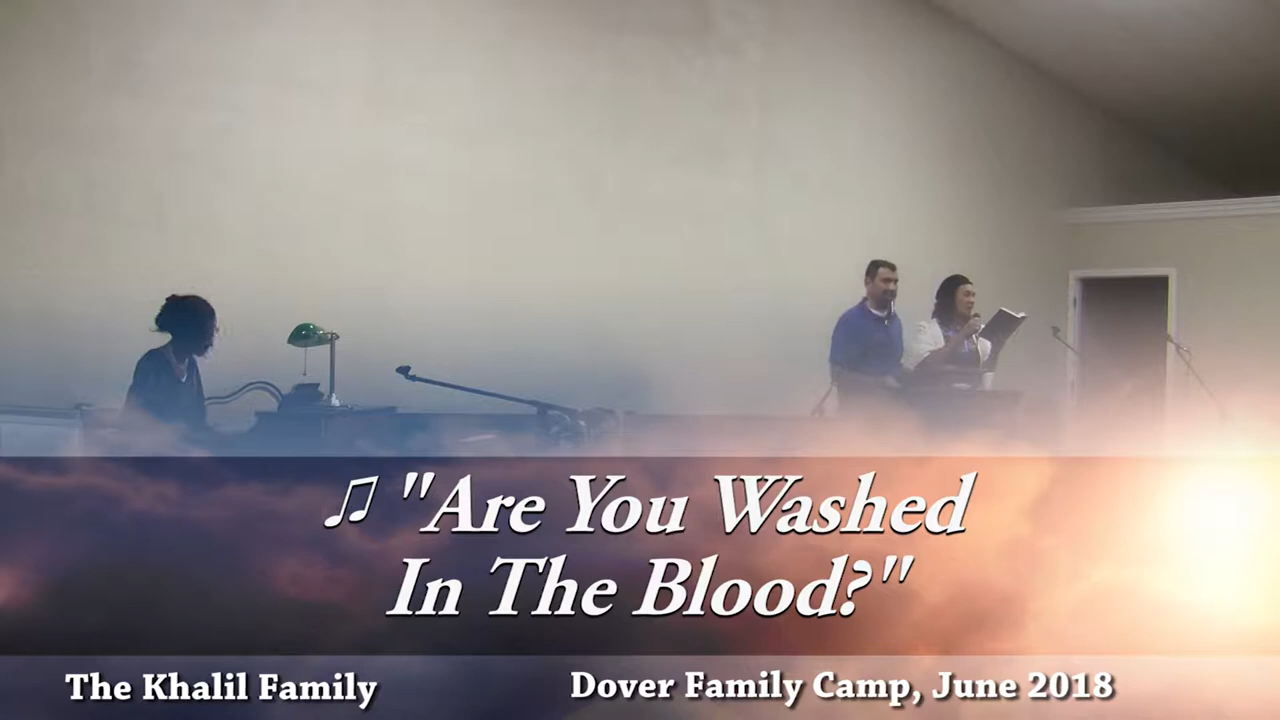 ♫ "Are You Washed
In The Blood?"
The Khalil Family
Dover Family Camp, June 2018